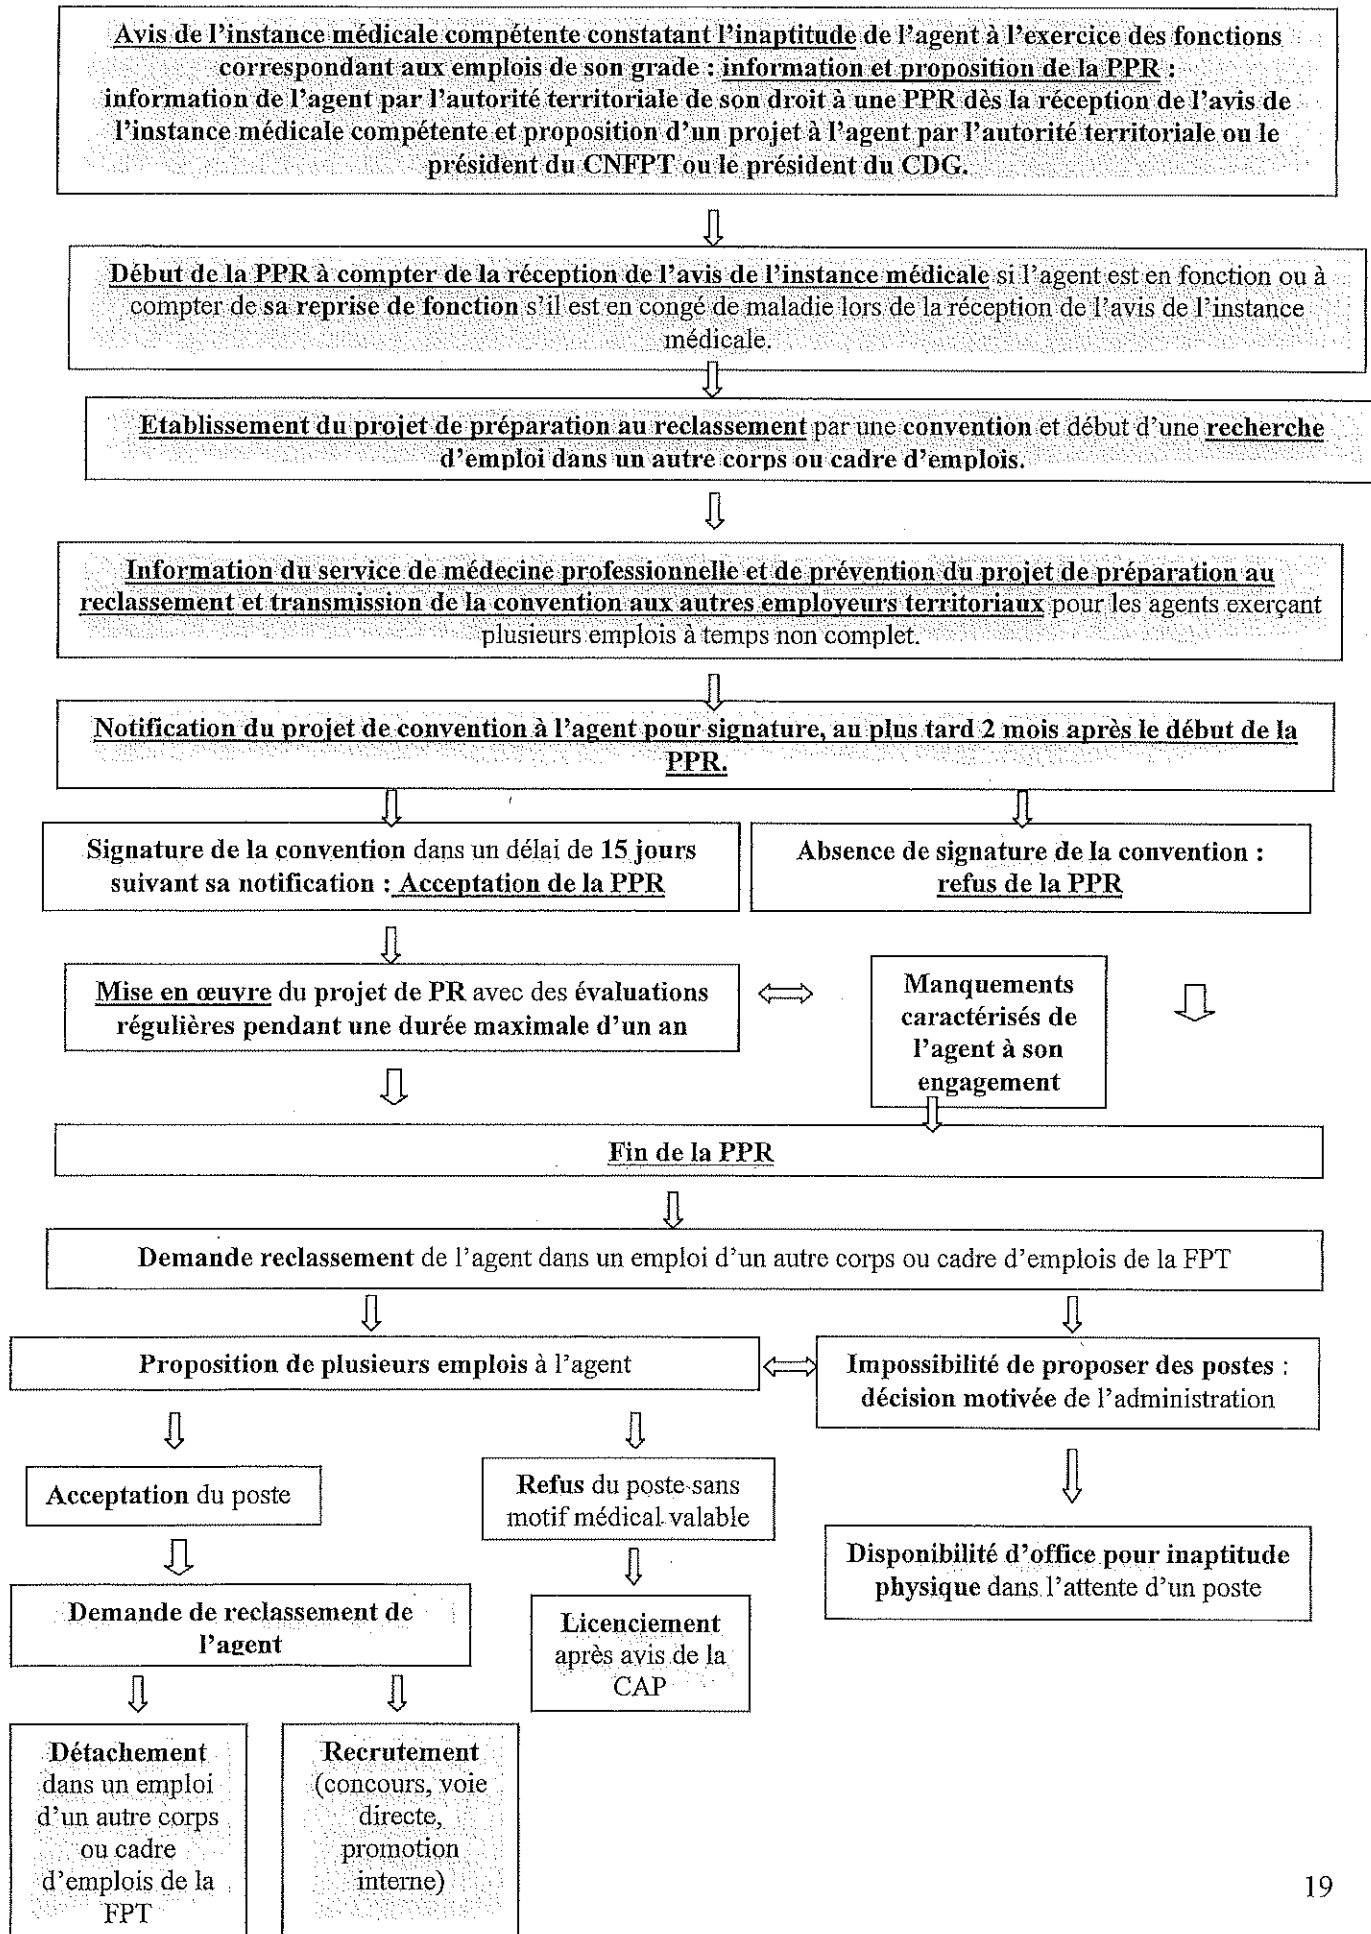 Avis de l'instance médicale compétente constatant l'inaptitude de l'agent à l'exercice des fonctions
correspondant aux emplois de son grade : information et proposition de la PPR :
information de l'agent par l'autorité territoriale de son droit à une PPR dès la réception de l'avis de
l'instance médicale compétente et proposition d'un projet à l'agent par l'autorité territoriale ou le
président du CNFPT ou le président du CDG.
Début de la PPR à compter de la réception de l'avis de l'instance médicale si l'agent est en fonction ou à
compter de sa reprise de fonction s'il est en congé de maladie lors de la réception de l'avis de l'instance
médicale.
Etablissement du projet de préparation au reclassement par une convention et début d'une recherche
d'emploi dans un autre corps ou cadre d'emplois.
Information du service de médecine professionnelle et de prévention du projet de préparation au
reclassement et transmission de la convention aux autres employeurs territoriaux pour les agents exerçant
plusieurs emplois à temps non complet.
Notification du projet de convention à l'agent pour signature, au plus tard 2 mois après le début de la
PPR.
Signature de la convention dans un délai de 15 jours
suivant sa notification : Acceptation de la PPR
Absence de signature de la convention :
refus de la PPR
Mise en œuvre du projet de PR avec des évaluations
régulières pendant une durée maximale d'un an
Manquements
caractérisés de
l'agent à son
engagement
Fin de la PPR
Demande reclassement de l'agent dans un emploi d'un autre corps ou cadre d'emplois de la FPT
Proposition de plusieurs emplois à l'agent
Impossibilité de proposer des postes :
décision motivée de l'administration
Acceptation du poste
Refus du poste sans
motif médical valable
Disponibilité d'office pour inaptitude
physique dans l'attente d'un poste
Demande de reclassement de
l'agent
Licenciement
après avis de la
CAP
Détachement
dans un emploi
d'un autre corps
ou cadre
d'emplois de la
FPT
Recrutement
(concours, voie
directe,
promotion
interne)
19